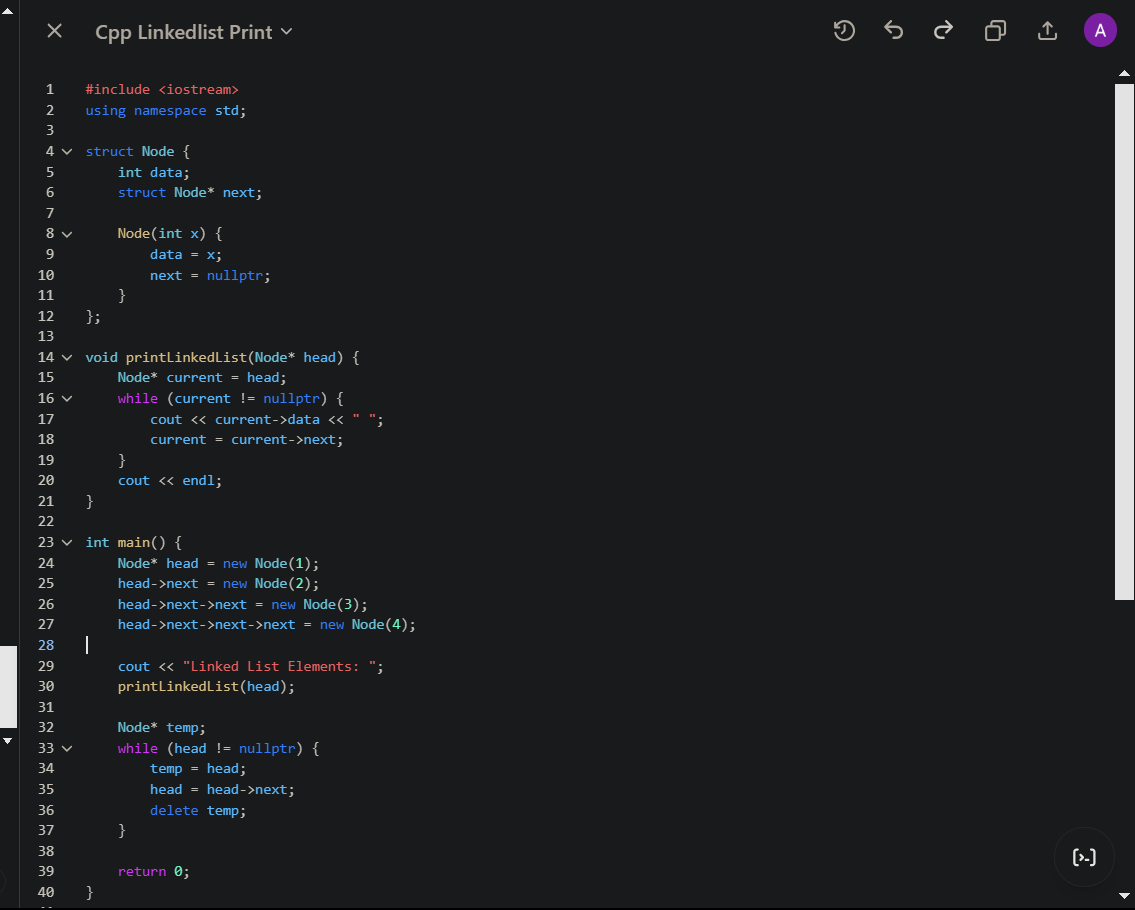 Cpp Linkedlist Print
A
1 #include <iostream>
2 using namespace std;
3
4 struct Node {
5     int data;
6     struct Node* next;
7
8     Node(int x) {
9         data = x;
10         next = nullptr;
11     }
12 };
13
14 void printLinkedList(Node* head) {
15     Node* current = head;
16     while (current != nullptr) {
17         cout << current->data << " ";
18         current = current->next;
19     }
20     cout << endl;
21 }
22
23 int main() {
24     Node* head = new Node(1);
25     head->next = new Node(2);
26     head->next->next = new Node(3);
27     head->next->next->next = new Node(4);
28
29     cout << "Linked List Elements: ";
30     printLinkedList(head);
31
32     Node* temp;
33     while (head != nullptr) {
34         temp = head;
35         head = head->next;
36         delete temp;
37     }
38
39     return 0;
40 }